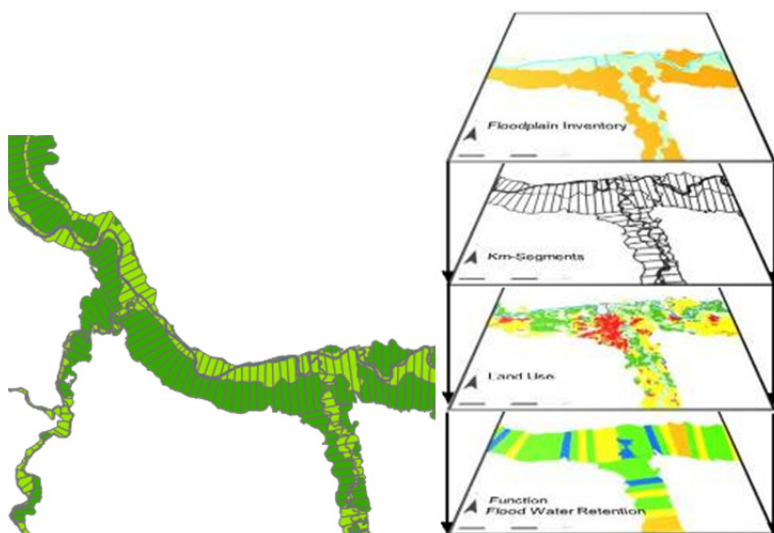 Floodplain Inventory
Km-Segments
Land Use
Function
Flood Water Retention